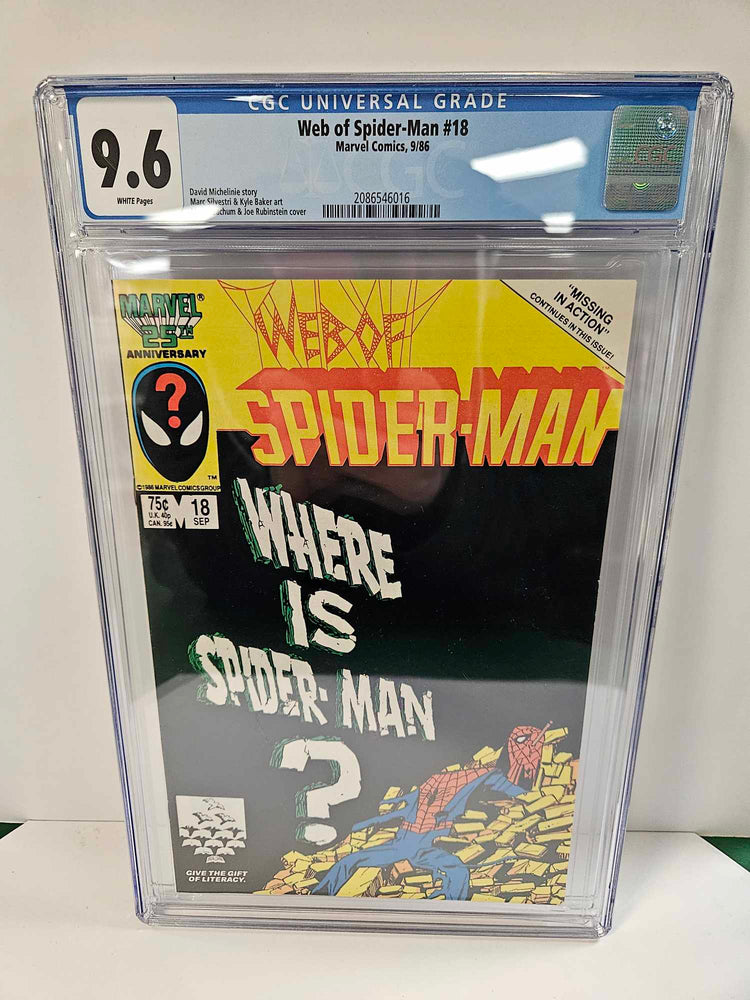 CGC UNIVERSAL GRADE
9.6
WHITE Pages
Web of Spider-Man #18
Marvel Comics, 9/86
David Michelinie story
Marc Silvestri & Kyle Baker art
& Joe Rubinstein cover
2086546016
CGC
MARVEL®
25TH
ANNIVERSARY
?
TM
©1986 MARVEL COMICS GROUP
75¢
U.K. 40p
CAN. 95¢
M
18
SEP
WEB OF
SPIDER-MAN
TM
"MISSING
IN ACTION"
CONTINUES IN THIS ISSUE!
WHERE
IS
SPIDER-MAN
?
GIVE THE GIFT
OF LITERACY.